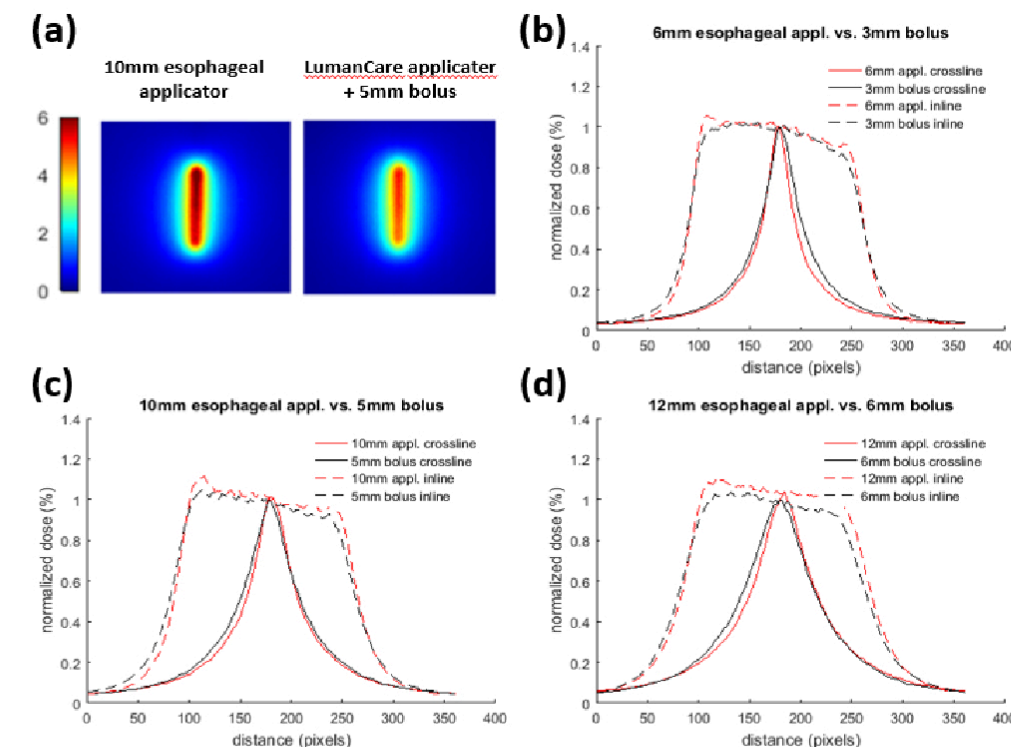 (a)
10mm esophageal
applicator
LumanCare applicater
+ 5mm bolus
6
4
2
0
(b)
6mm esophageal appl. vs. 3mm bolus
1.4
1.2
1
0.8
0.6
0.4
0.2
0
normalized dose (%)
6mm appl. crossline
3mm bolus crossline
6mm appl. inline
3mm bolus inline
0 50 100 150 200 250 300 350 400
distance (pixels)
(c)
10mm esophageal appl. vs. 5mm bolus
1.4
1.2
1
0.8
0.6
0.4
0.2
0
normalized dose (%)
10mm appl. crossline
5mm bolus crossline
10mm appl. inline
5mm bolus inline
0 50 100 150 200 250 300 350 400
distance (pixels)
(d)
12mm esophageal appl. vs. 6mm bolus
1.4
1.2
1
0.8
0.6
0.4
0.2
0
normalized dose (%)
12mm appl. crossline
6mm bolus crossline
12mm appl. inline
6mm bolus inline
0 50 100 150 200 250 300 350 400
distance (pixels)